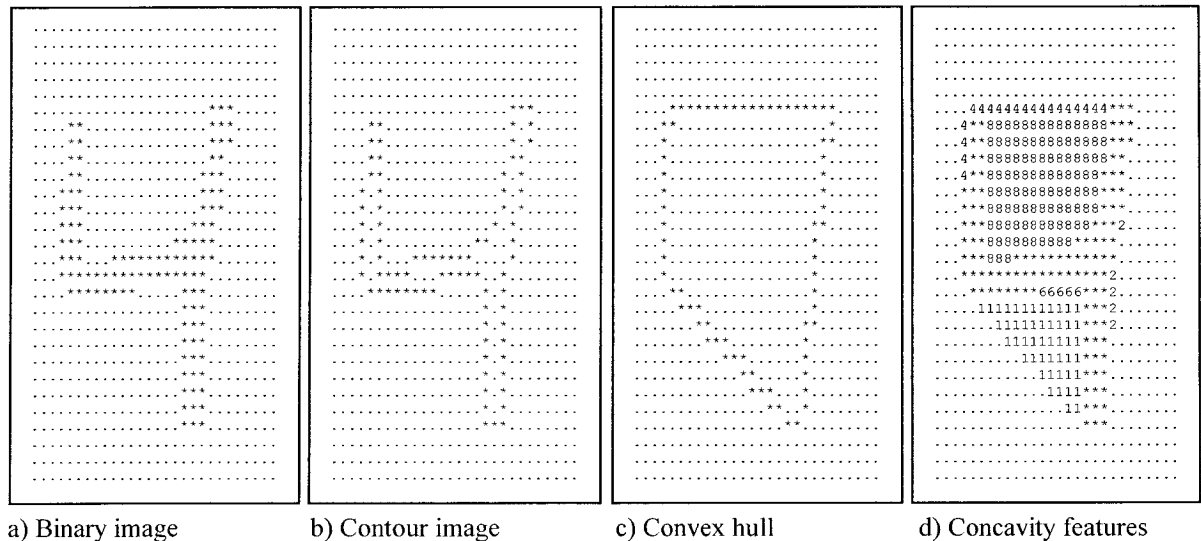 a) Binary image
b) Contour image
c) Convex hull
d) Concavity features